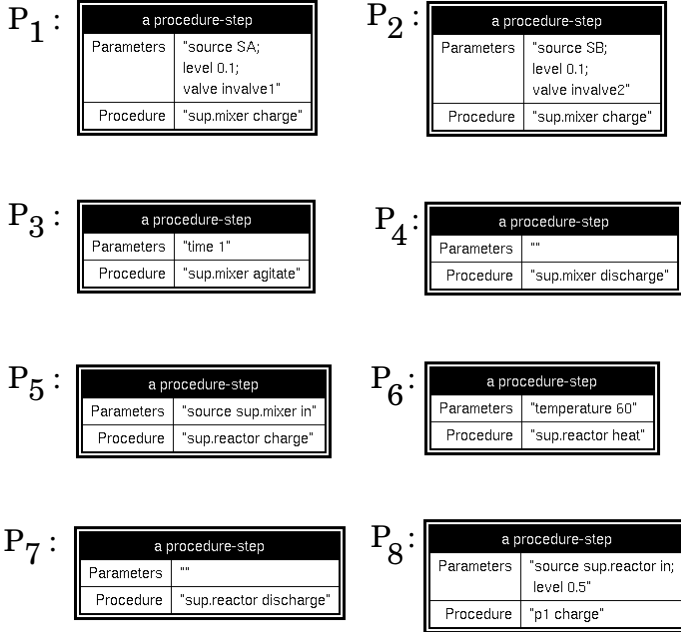 P1:
a procedure-step
Parameters "source SA;
level 0.1;
valve invalve1"
Procedure "sup.mixer charge"
P2:
a procedure-step
Parameters "source SB;
level 0.1;
valve invalve2"
Procedure "sup.mixer charge"
P3:
a procedure-step
Parameters "time 1"
Procedure "sup.mixer agitate"
P4:
a procedure-step
Parameters ""
Procedure "sup.mixer discharge"
P5:
a procedure-step
Parameters "source sup.mixer in"
Procedure "sup.reactor charge"
P6:
a procedure-step
Parameters "temperature 60"
Procedure "sup.reactor heat"
P7:
a procedure-step
Parameters ""
Procedure "sup.reactor discharge"
P8:
a procedure-step
Parameters "source sup.reactor in;
level 0.5"
Procedure "p1 charge"